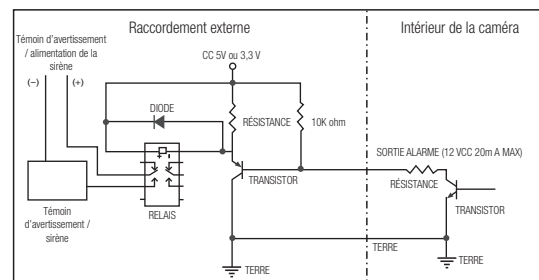 Raccordement externe
Intérieur de la caméra
Témoin d'avertissement
/ alimentation de la
sirène
(–)
(+)
CC 5V ou 3,3 V
DIODE
RÉSISTANCE
10K ohm
SORTIE ALARME (12 VCC 20m A MAX)
RÉSISTANCE
TRANSISTOR
TRANSISTOR
RELAIS
Témoin
d'avertissement /
sirène
TERRE
TERRE
TERRE